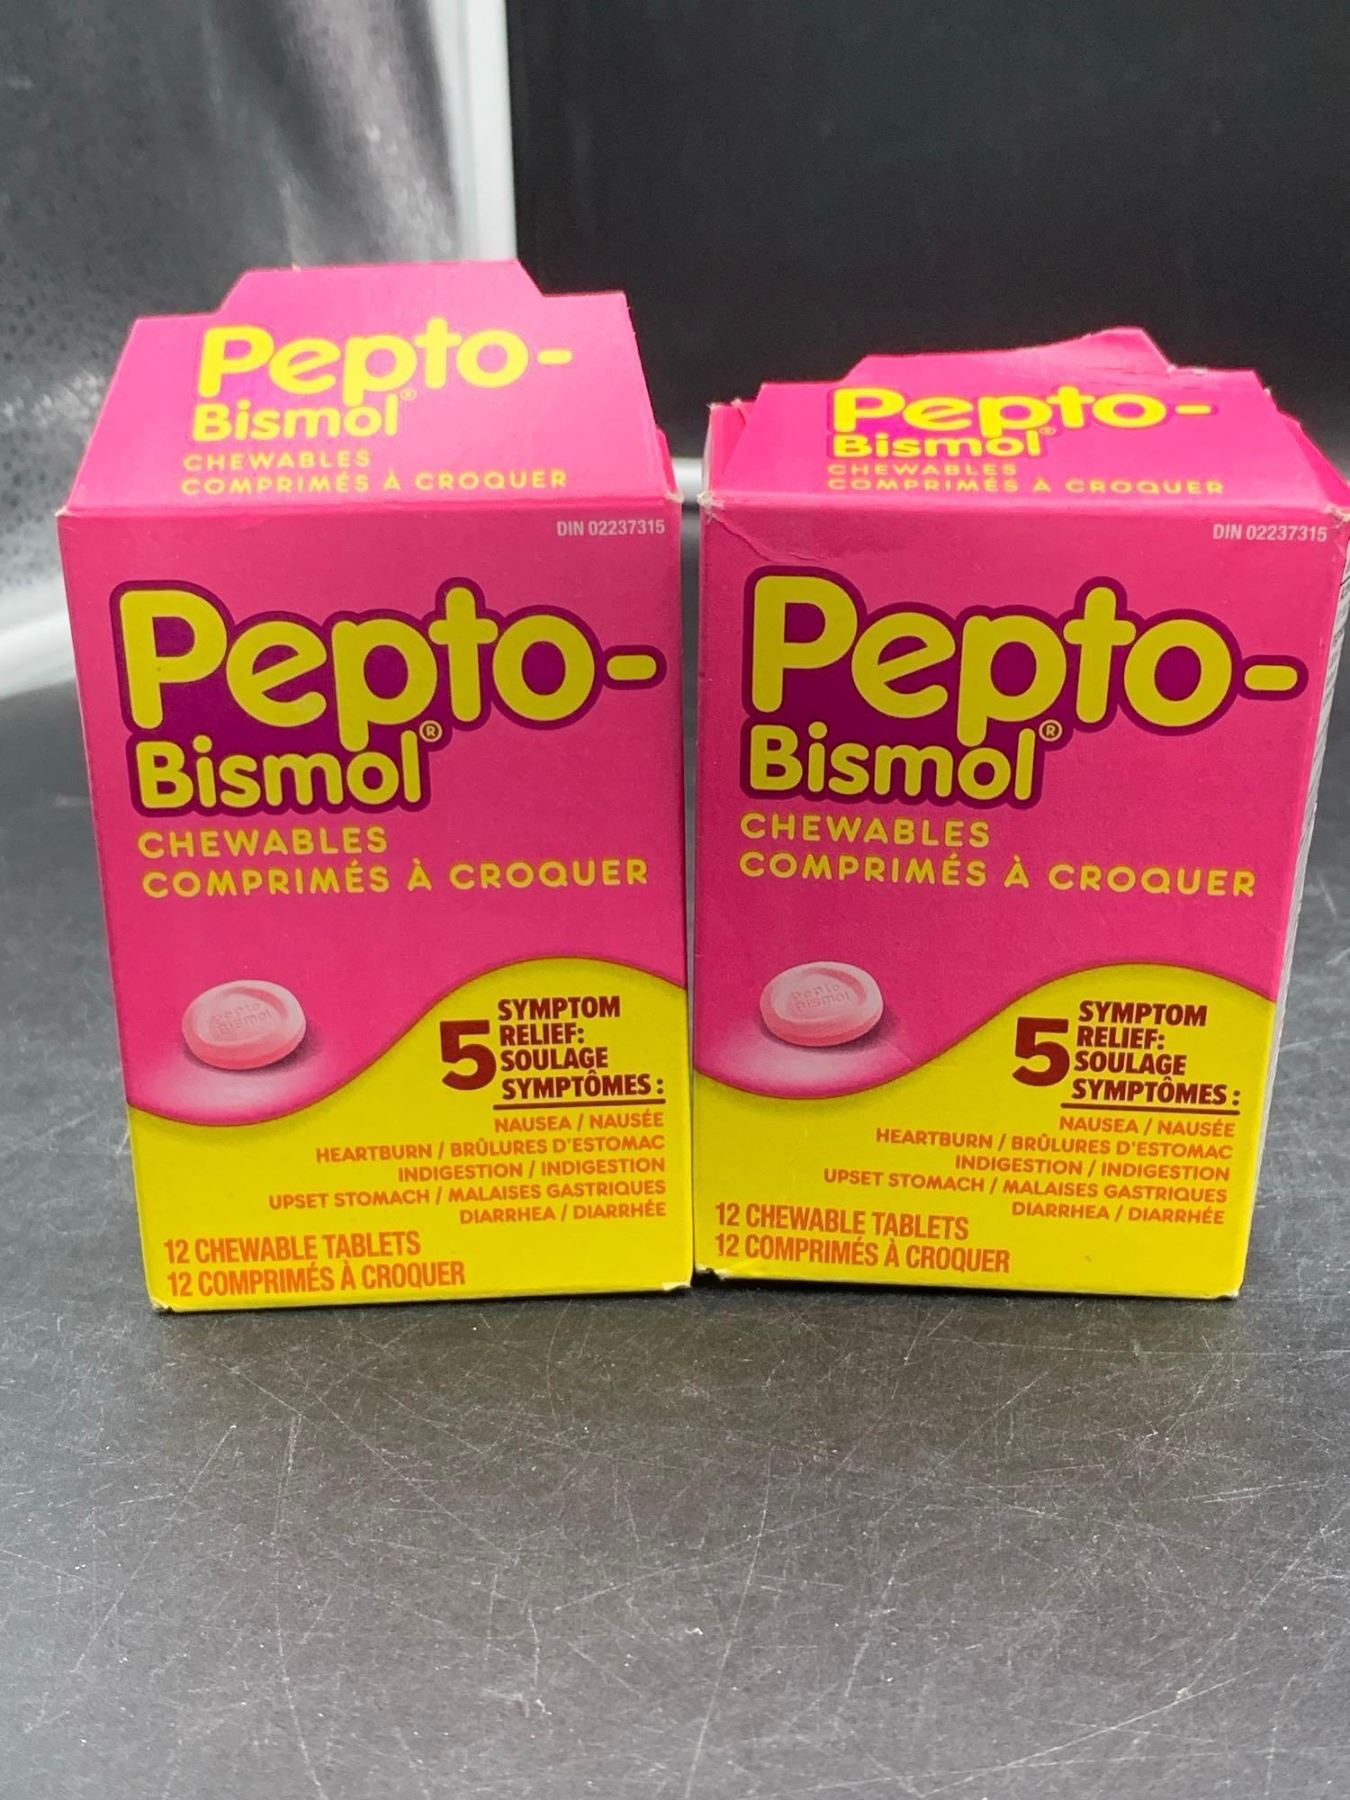 Pepto-
Bismol®
CHEWABLES
COMPRIMÉS À CROQUER
DIN 02237315
Pepto-
Bismol®
CHEWABLES
COMPRIMÉS À CROQUER
Pepto
Bismol
5 SYMPTOM
RELIEF:
SOULAGE
SYMPTÔMES :
NAUSEA / NAUSÉE
HEARTBURN / BRÛLURES D'ESTOMAC
INDIGESTION / INDIGESTION
UPSET STOMACH / MALAISES GASTRIQUES
DIARRHEA / DIARRHÉE
12 CHEWABLE TABLETS
12 COMPRIMÉS À CROQUER
Pepto-
Bismol®
CHEWABLES
COMPRIMÉS À CROQUER
DIN 02237315
Pepto-
Bismol®
CHEWABLES
COMPRIMÉS À CROQUER
Pepto
Bismol
5 SYMPTOM
RELIEF:
SOULAGE
SYMPTÔMES :
NAUSEA / NAUSÉE
HEARTBURN / BRÛLURES D'ESTOMAC
INDIGESTION / INDIGESTION
UPSET STOMACH / MALAISES GASTRIQUES
DIARRHEA / DIARRHÉE
12 CHEWABLE TABLETS
12 COMPRIMÉS À CROQUER